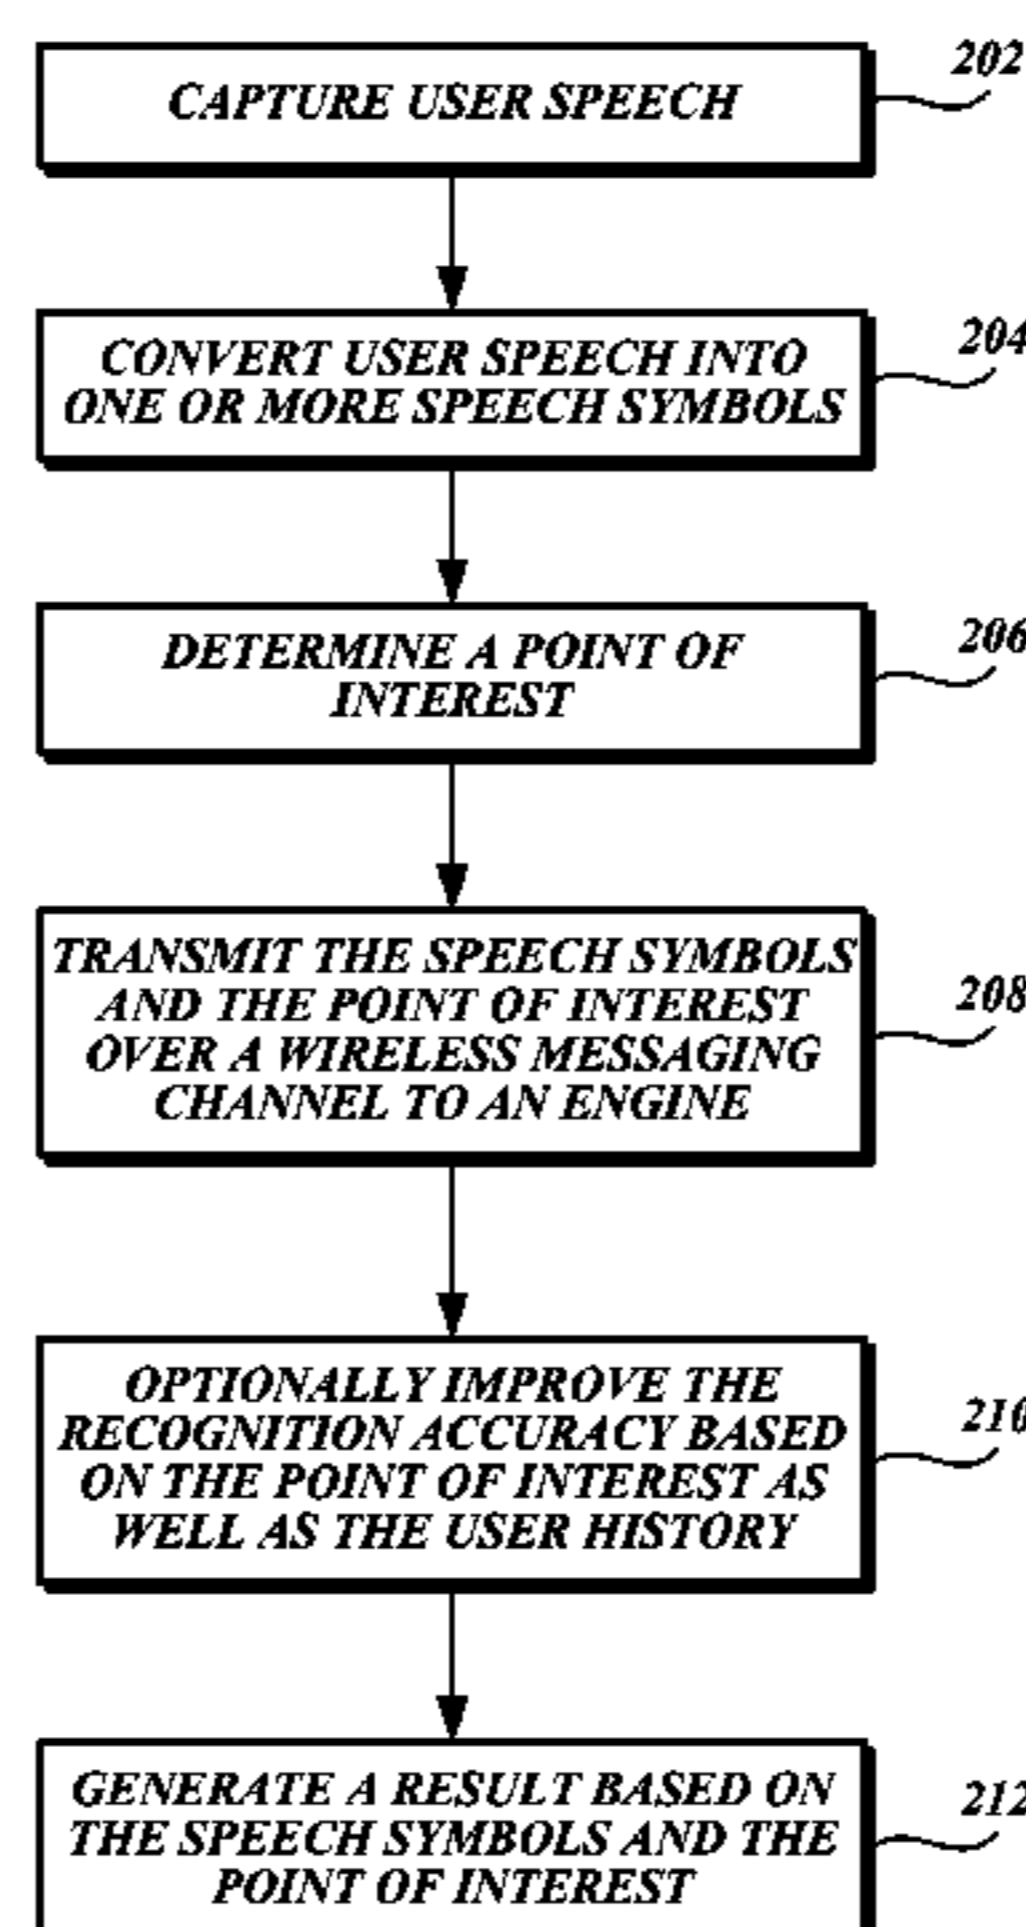 202
CAPTURE USER SPEECH
204
CONVERT USER SPEECH INTO
ONE OR MORE SPEECH SYMBOLS
206
DETERMINE A POINT OF
INTEREST
208
TRANSMIT THE SPEECH SYMBOLS
AND THE POINT OF INTEREST
OVER A WIRELESS MESSAGING
CHANNEL TO AN ENGINE
210
OPTIONALLY IMPROVE THE
RECOGNITION ACCURACY BASED
ON THE POINT OF INTEREST AS
WELL AS THE USER HISTORY
212
GENERATE A RESULT BASED ON
THE SPEECH SYMBOLS AND THE
POINT OF INTEREST